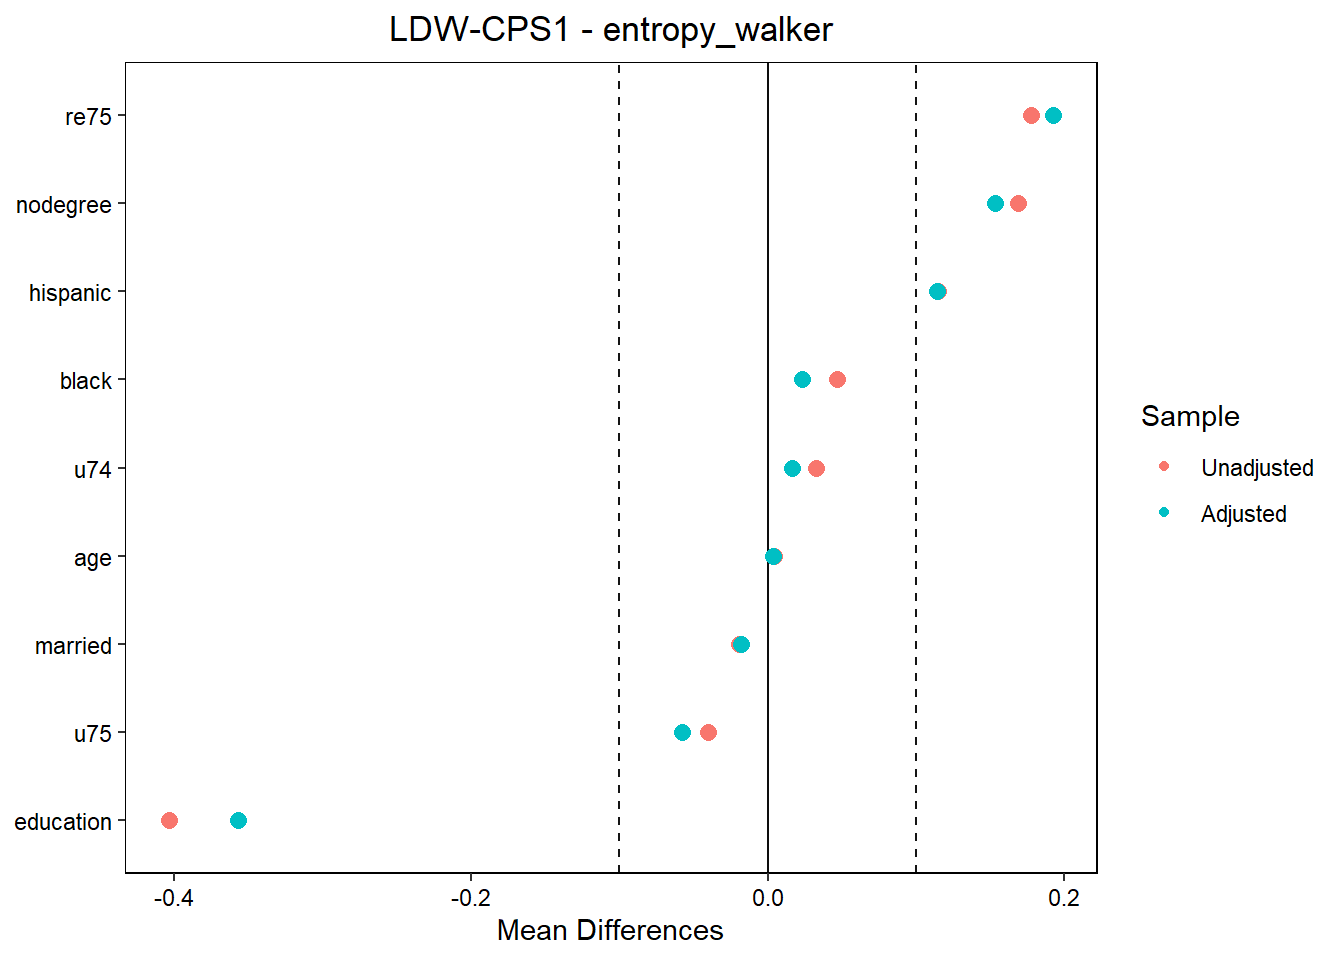 LDW-CPS1 - entropy_walker
re75
nodegree
hispanic
black
u74
age
married
u75
education
-0.4 -0.2 0.0 0.2
Mean Differences
Sample
Unadjusted
Adjusted